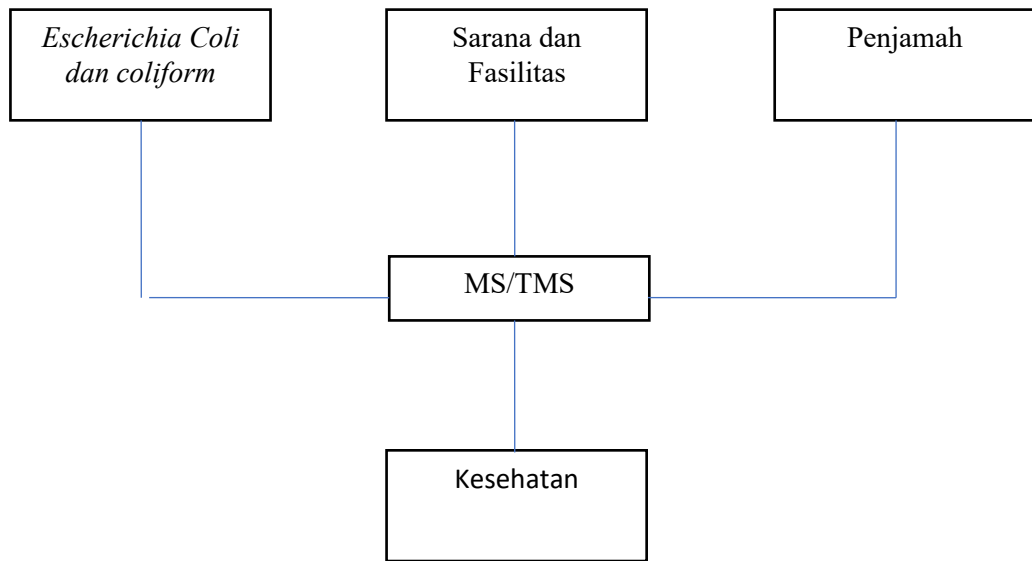 Escherichia Coli
dan coliform
Sarana dan
Fasilitas
Penjamah
MS/TMS
Kesehatan